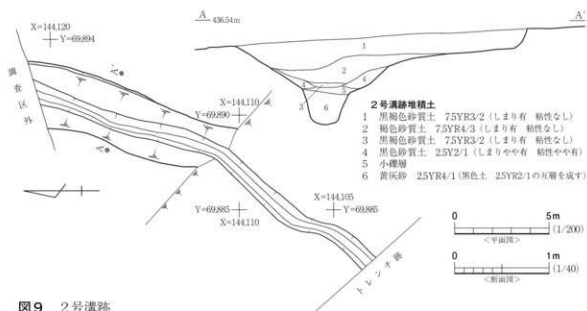 X=144,120
Y=69,894
A
436.54m
A'
1
2
4
4
3
5
6
調査区外
A'
A
X=144,110
Y=69,890
Y=69,885
X=144,110
X=144,105
Y=69,885
トレンチ跡
2号溝跡堆積土
1 黒褐色砂質土 7.5YR3/2（しまり有 粘性なし）
2 褐色砂質土 7.5YR4/3（しまり有 粘性なし）
3 黒褐色砂質土 7.5YR3/2（しまり有 粘性なし）
4 黒色砂質土 2.5Y2/1（しまりやや有 粘性やや有）
5 小礫層
6 黄灰砂 2.5YR4/1（黒色土 2.5YR2/1の互層を成す）
0 5m
(1/200)
<平面図>
0 1m
(1/40)
<断面図>
図9 2号溝跡